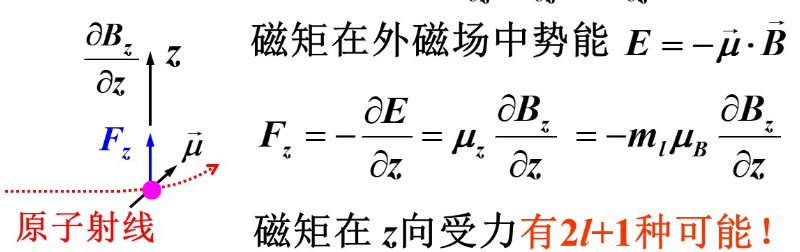 磁矩在外磁场中势能 E = −μ⃗·B⃗
∂B_z/∂z
z
F_z
μ⃗
原子射线
F_z = −∂E/∂z = μ_z ∂B_z/∂z = −m_l μ_B ∂B_z/∂z
磁矩在 z向受力有2l+1种可能！